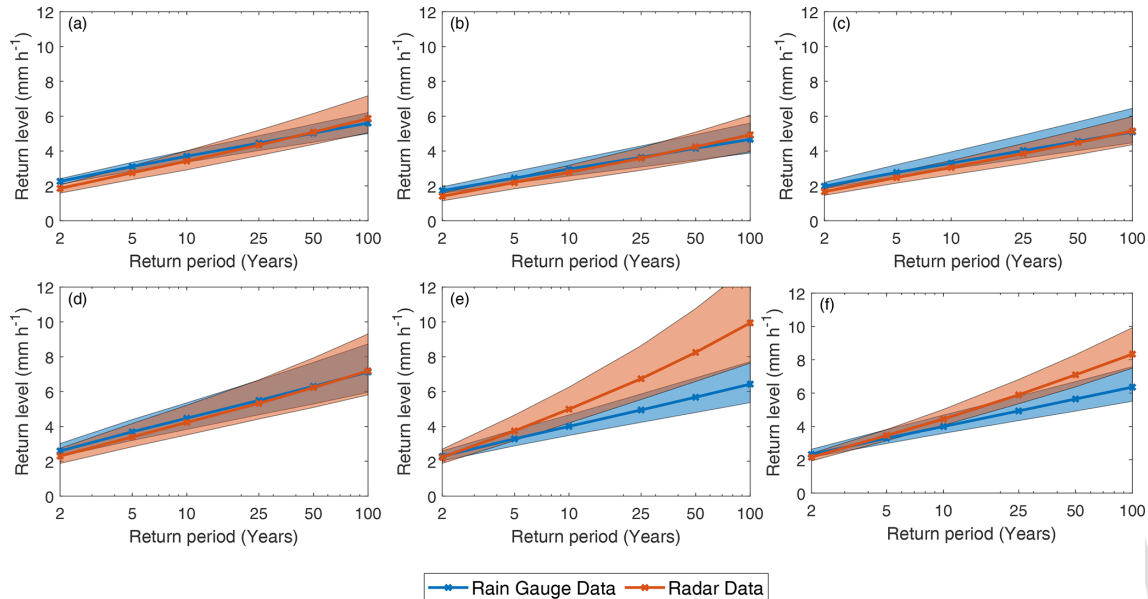 (a)
Return level (mm h⁻¹)
12
10
8
6
4
2
0
2 5 10 25 50 100
Return period (Years)
(b)
Return level (mm h⁻¹)
12
10
8
6
4
2
0
2 5 10 25 50 100
Return period (Years)
(c)
Return level (mm h⁻¹)
12
10
8
6
4
2
0
2 5 10 25 50 100
Return period (Years)
(d)
Return level (mm h⁻¹)
12
10
8
6
4
2
0
2 5 10 25 50 100
Return period (Years)
(e)
Return level (mm h⁻¹)
12
10
8
6
4
2
0
2 5 10 25 50 100
Return period (Years)
(f)
Return level (mm h⁻¹)
12
10
8
6
4
2
0
2 5 10 25 50 100
Return period (Years)
Rain Gauge Data Radar Data